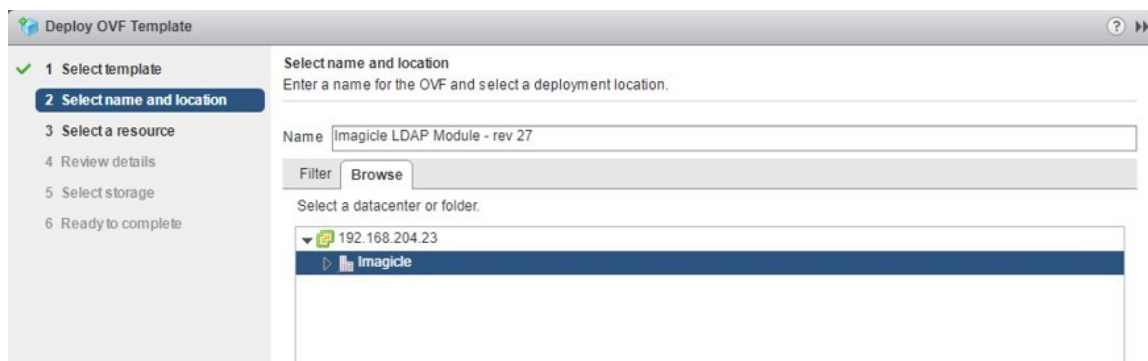 Deploy OVF Template
?
1 Select template
2 Select name and location
3 Select a resource
4 Review details
5 Select storage
6 Ready to complete
Select name and location
Enter a name for the OVF and select a deployment location.
Name Imagicle LDAP Module - rev 27
Filter Browse
Select a datacenter or folder.
192.168.204.23
Imagicle